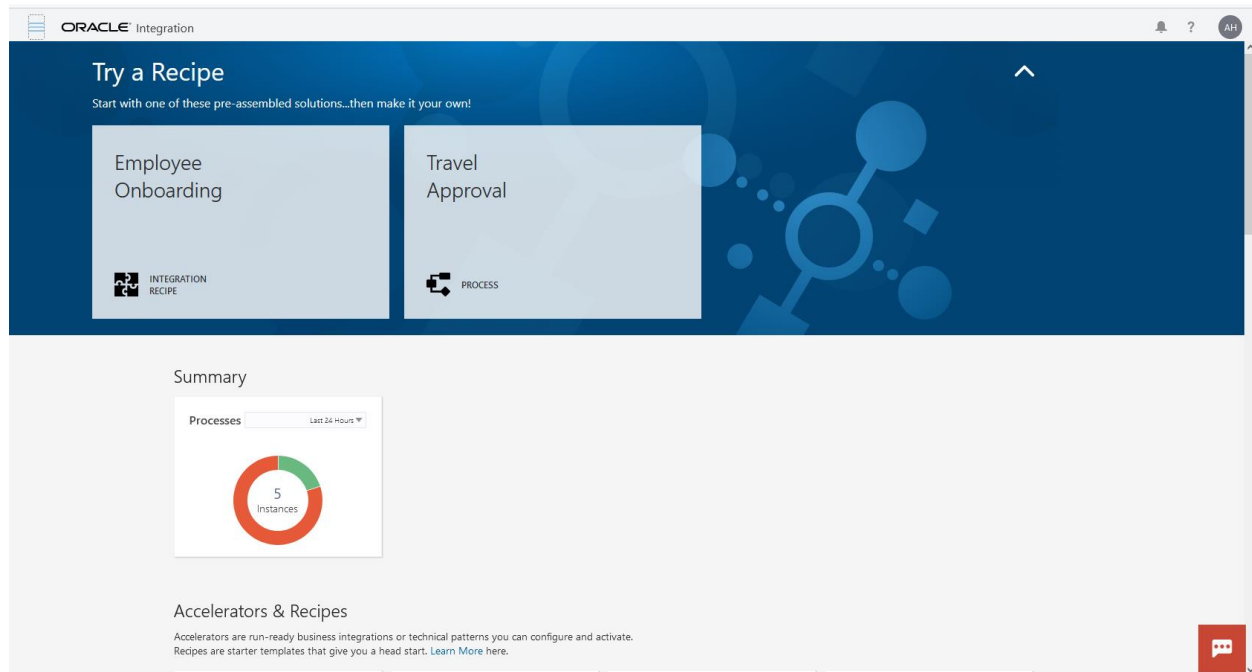 ORACLE Integration
? AH
Try a Recipe
Start with one of these pre-assembled solutions...then make it your own!
Employee
Onboarding
INTEGRATION
RECIPE
Travel
Approval
PROCESS
Summary
Processes Last 24 Hours
5
Instances
Accelerators & Recipes
Accelerators are run-ready business integrations or technical patterns you can configure and activate.
Recipes are starter templates that give you a head start. Learn More here.